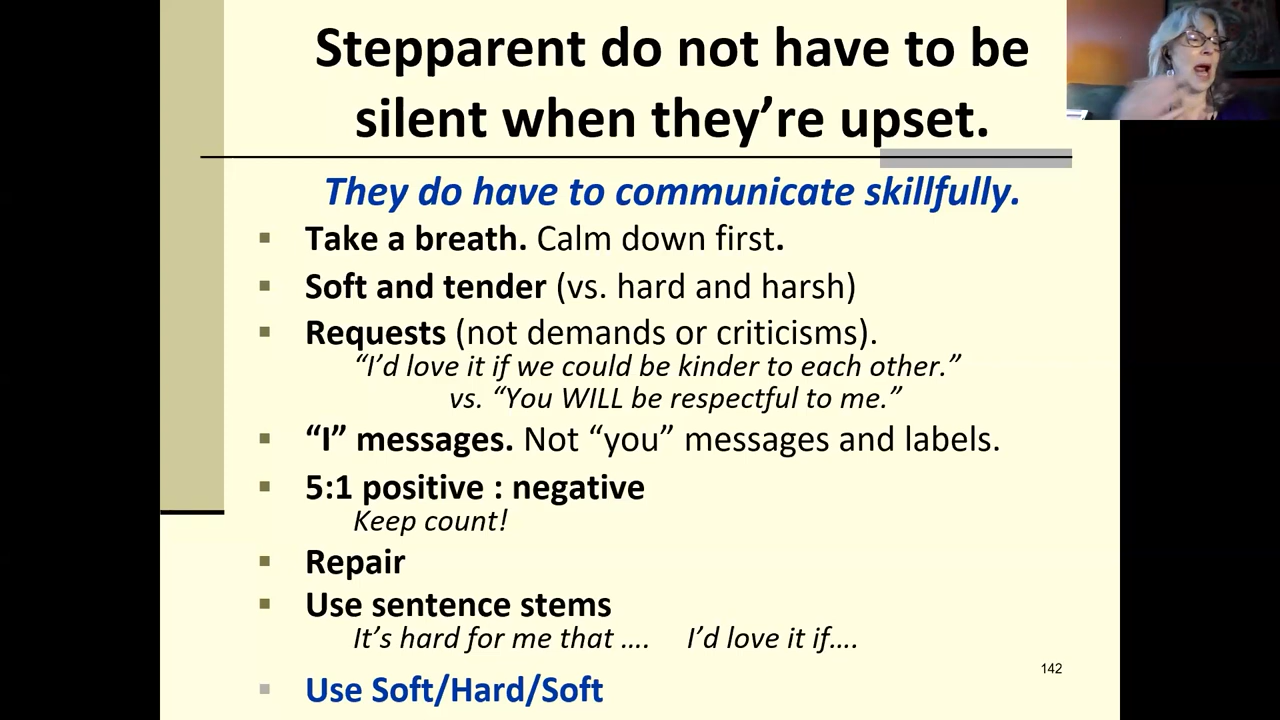 Stepparent do not have to be
silent when they’re upset.
They do have to communicate skillfully.
▪ Take a breath. Calm down first.
▪ Soft and tender (vs. hard and harsh)
▪ Requests (not demands or criticisms).
“I’d love it if we could be kinder to each other.”
vs. “You WILL be respectful to me.”
▪ “I” messages. Not “you” messages and labels.
▪ 5:1 positive : negative
Keep count!
▪ Repair
▪ Use sentence stems
It’s hard for me that …. I’d love it if….
142
▪ Use Soft/Hard/Soft